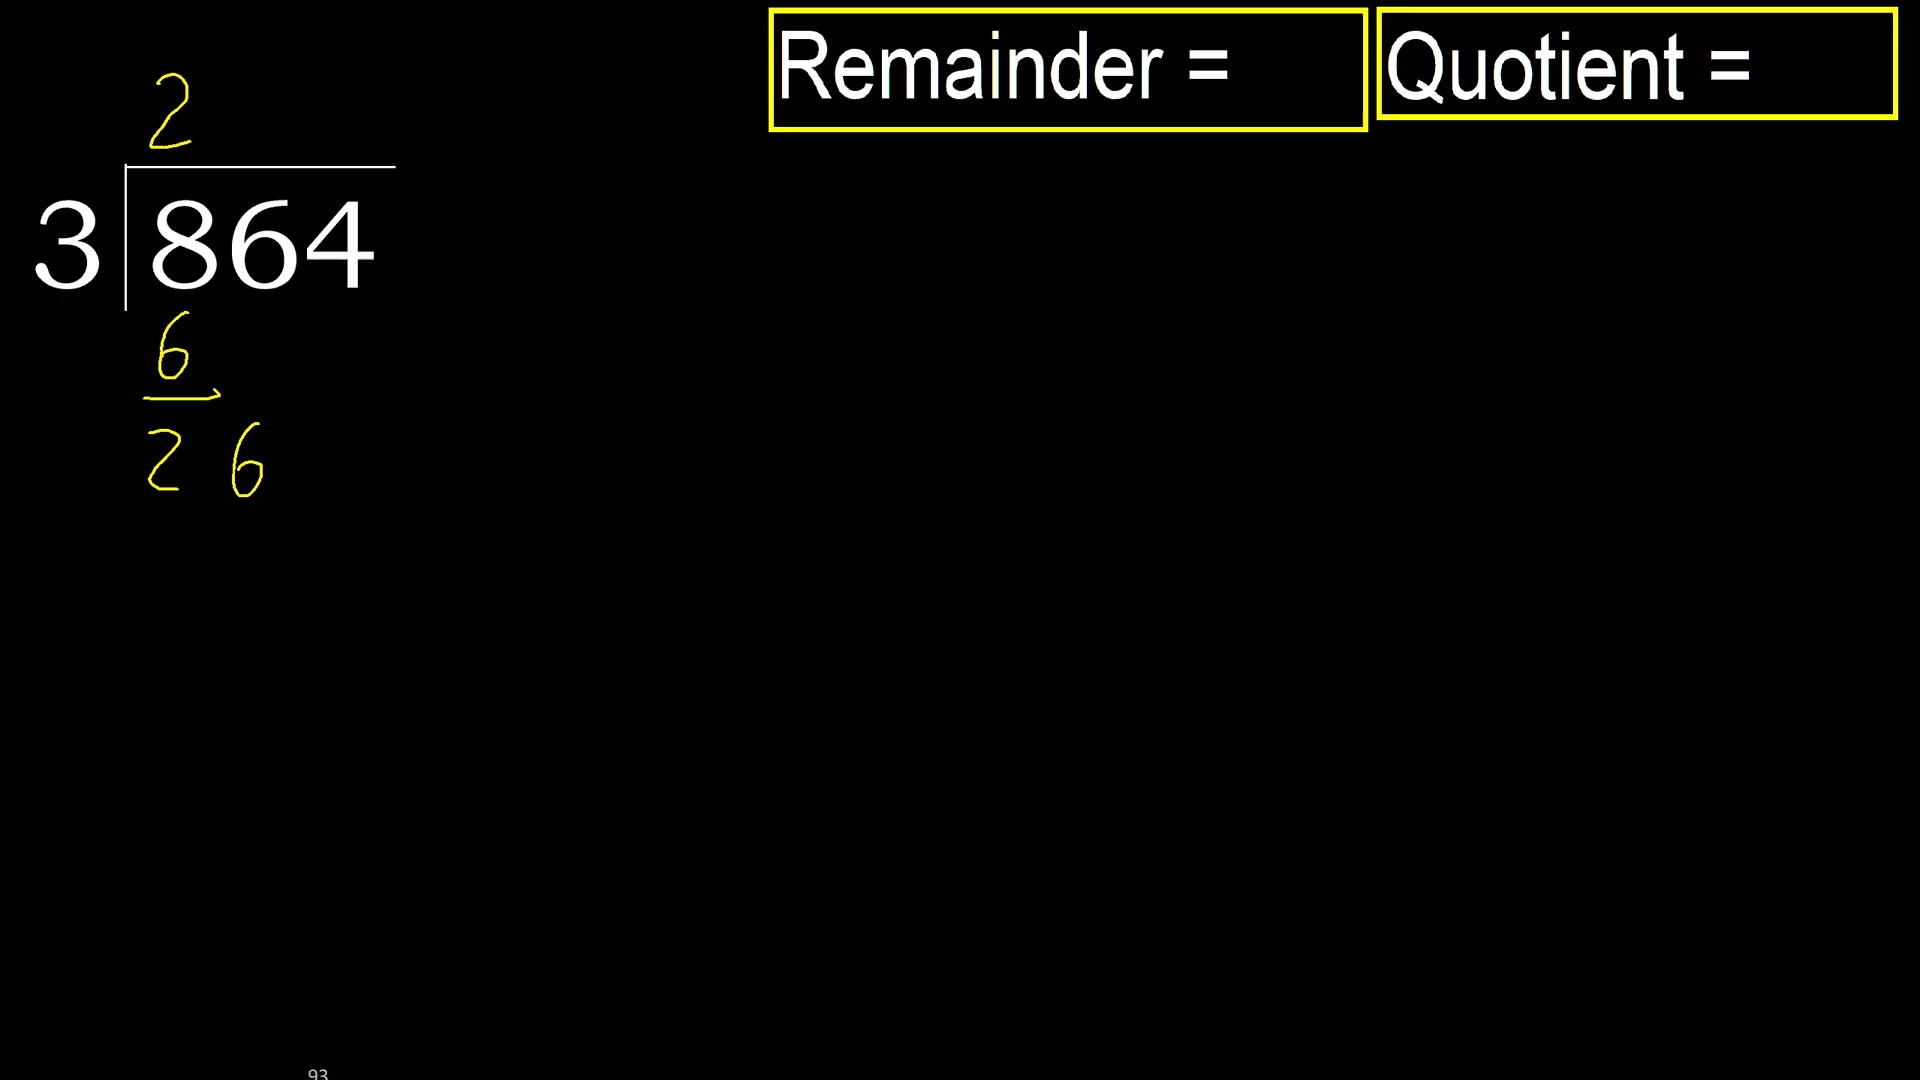 Remainder =
Quotient =
2
3 864
6
2 6
93